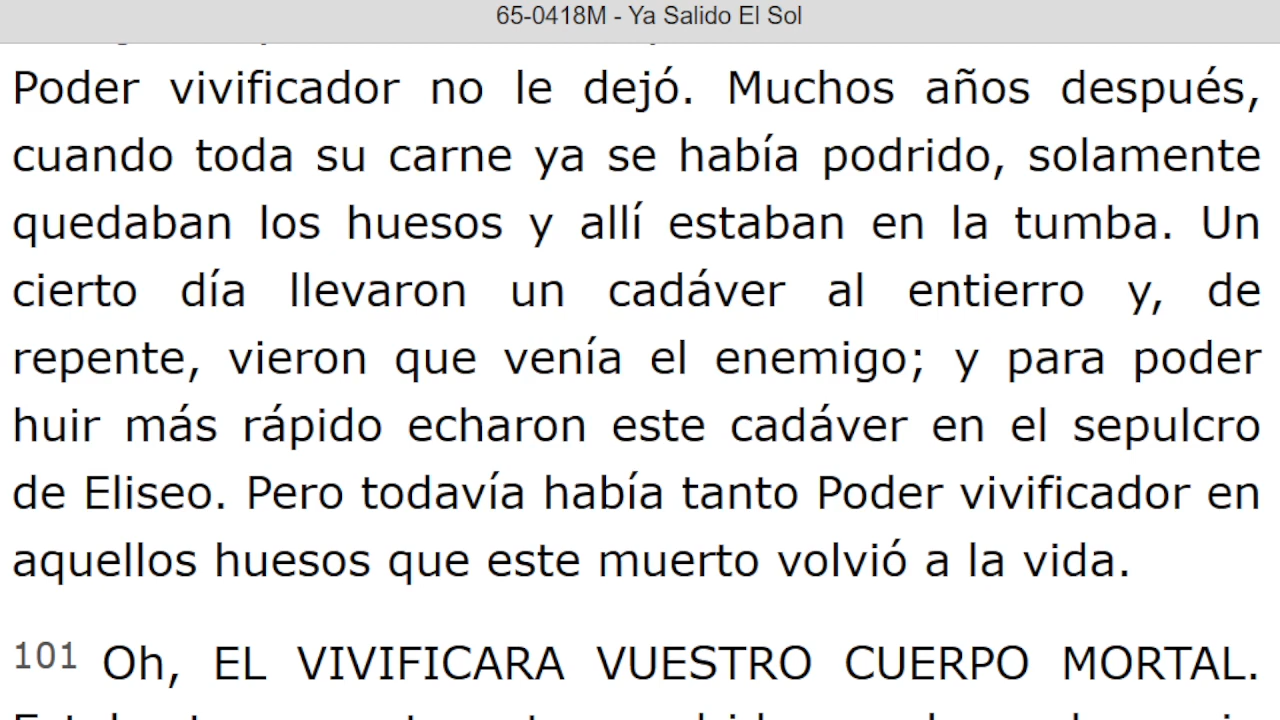 65-0418M - Ya Salido El Sol
Poder vivificador no le dejó. Muchos años después,
cuando toda su carne ya se había podrido, solamente
quedaban los huesos y allí estaban en la tumba. Un
cierto día llevaron un cadáver al entierro y, de
repente, vieron que venía el enemigo; y para poder
huir más rápido echaron este cadáver en el sepulcro
de Eliseo. Pero todavía había tanto Poder vivificador en
aquellos huesos que este muerto volvió a la vida.
101 Oh, EL VIVIFICARA VUESTRO CUERPO MORTAL.